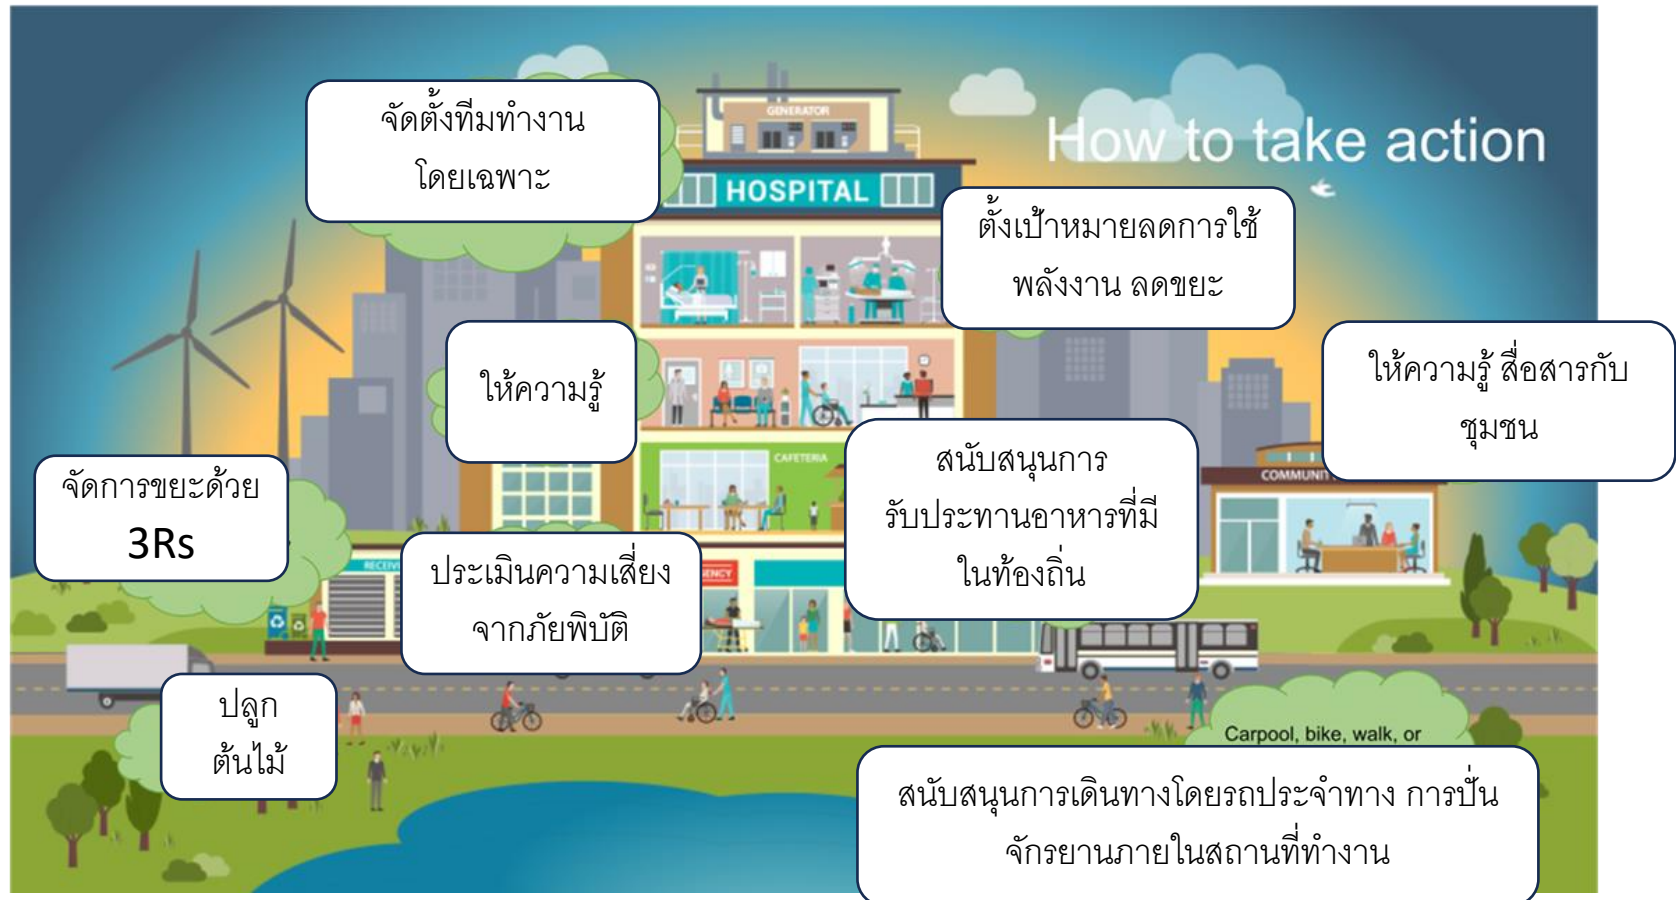 GENERATOR
How to take action
HOSPITAL
จัดตั้งทีมทำงาน
โดยเฉพาะ
ตั้งเป้าหมายลดการใช้
พลังงาน ลดขยะ
ให้ความรู้
ให้ความรู้ สื่อสารกับ
ชุมชน
CAFETERIA
สนับสนุนการ
รับประทานอาหารที่มี
ในท้องถิ่น
จัดการขยะด้วย
3Rs
ประเมินความเสี่ยง
จากภัยพิบัติ
ปลูก
ต้นไม้
Carpool, bike, walk, or
สนับสนุนการเดินทางโดยรถประจำทาง การปั่น
จักรยานภายในสถานที่ทำงาน